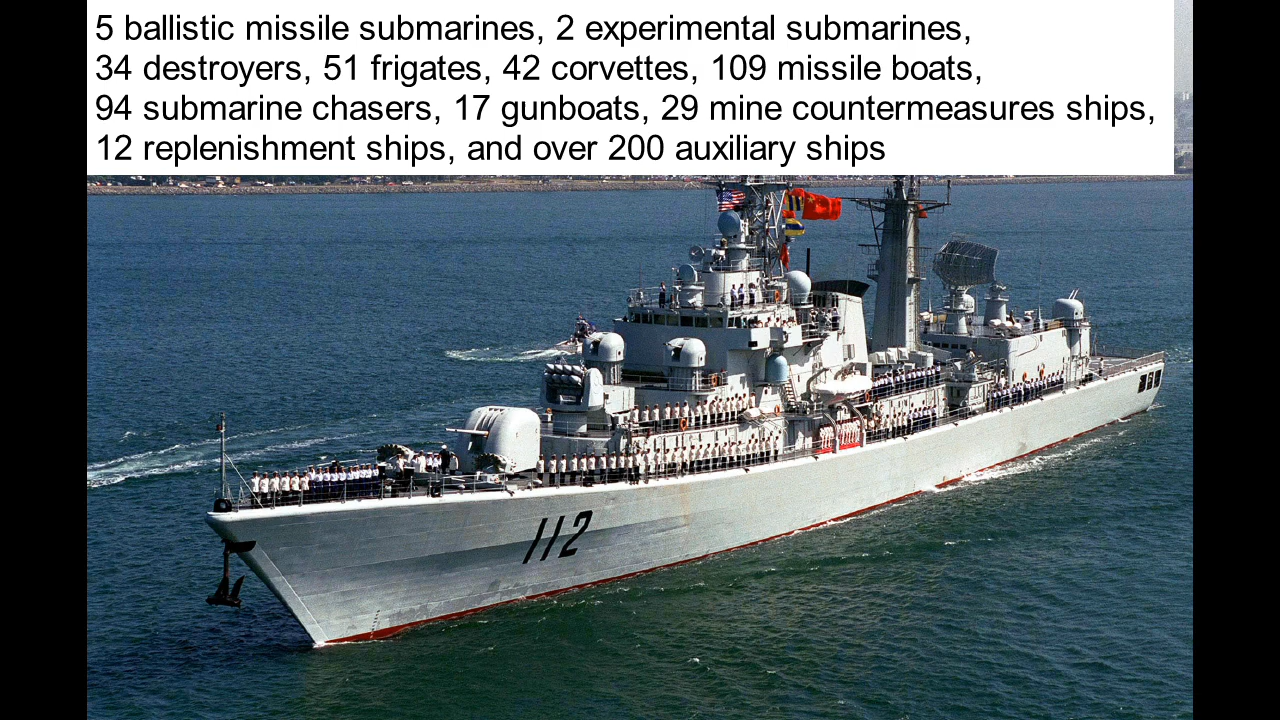 5 ballistic missile submarines, 2 experimental submarines,
34 destroyers, 51 frigates, 42 corvettes, 109 missile boats,
94 submarine chasers, 17 gunboats, 29 mine countermeasures ships,
12 replenishment ships, and over 200 auxiliary ships
112